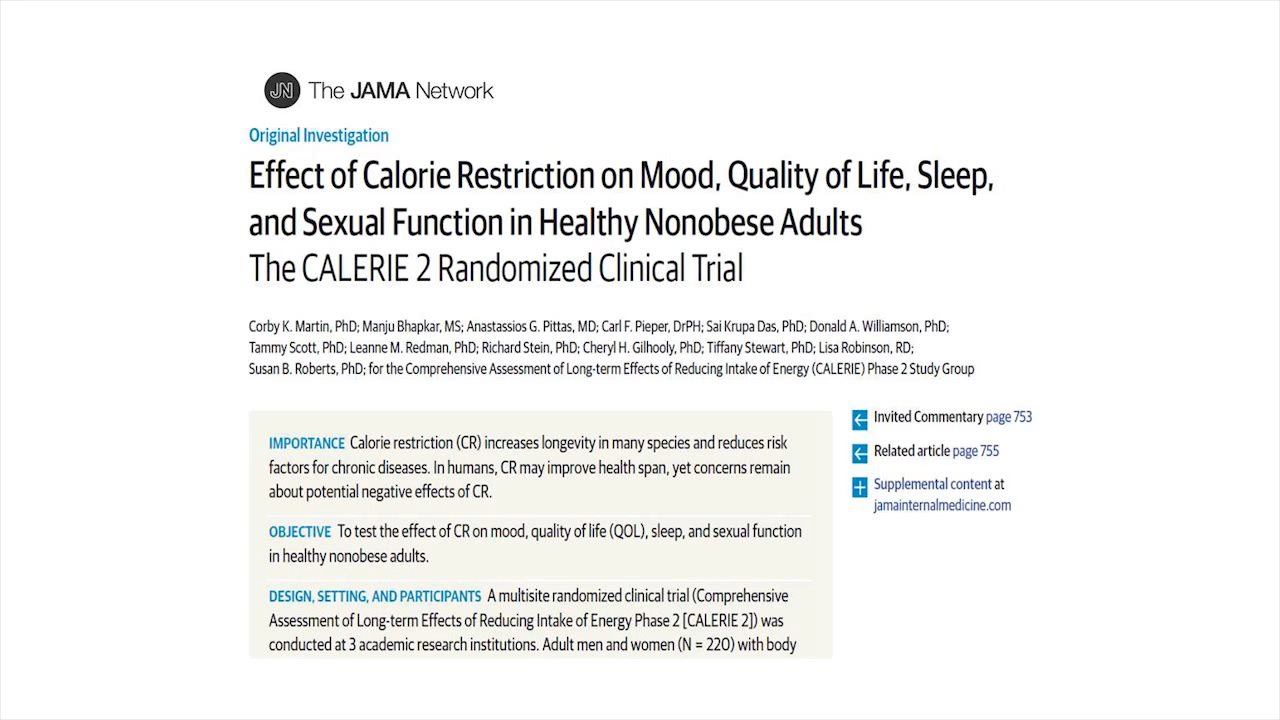 JN The JAMA Network
Original Investigation
Effect of Calorie Restriction on Mood, Quality of Life, Sleep,
and Sexual Function in Healthy Nonobese Adults
The CALERIE 2 Randomized Clinical Trial
Corby K. Martin, PhD; Manju Bhapkar, MS; Anastassios G. Pittas, MD; Carl F. Pieper, DrPH; Sai Krupa Das, PhD; Donald A. Williamson, PhD;
Tammy Scott, PhD; Leanne M. Redman, PhD; Richard Stein, PhD; Cheryl H. Gilhooly, PhD; Tiffany Stewart, PhD; Lisa Robinson, RD;
Susan B. Roberts, PhD; for the Comprehensive Assessment of Long-term Effects of Reducing Intake of Energy (CALERIE) Phase 2 Study Group
IMPORTANCE Calorie restriction (CR) increases longevity in many species and reduces risk
factors for chronic diseases. In humans, CR may improve health span, yet concerns remain
about potential negative effects of CR.
OBJECTIVE To test the effect of CR on mood, quality of life (QOL), sleep, and sexual function
in healthy nonobese adults.
DESIGN, SETTING, AND PARTICIPANTS A multisite randomized clinical trial (Comprehensive
Assessment of Long-term Effects of Reducing Intake of Energy Phase 2 [CALERIE 2]) was
conducted at 3 academic research institutions. Adult men and women (N = 220) with body
Invited Commentary page 753
Related article page 755
Supplemental content at
jamainternalmedicine.com